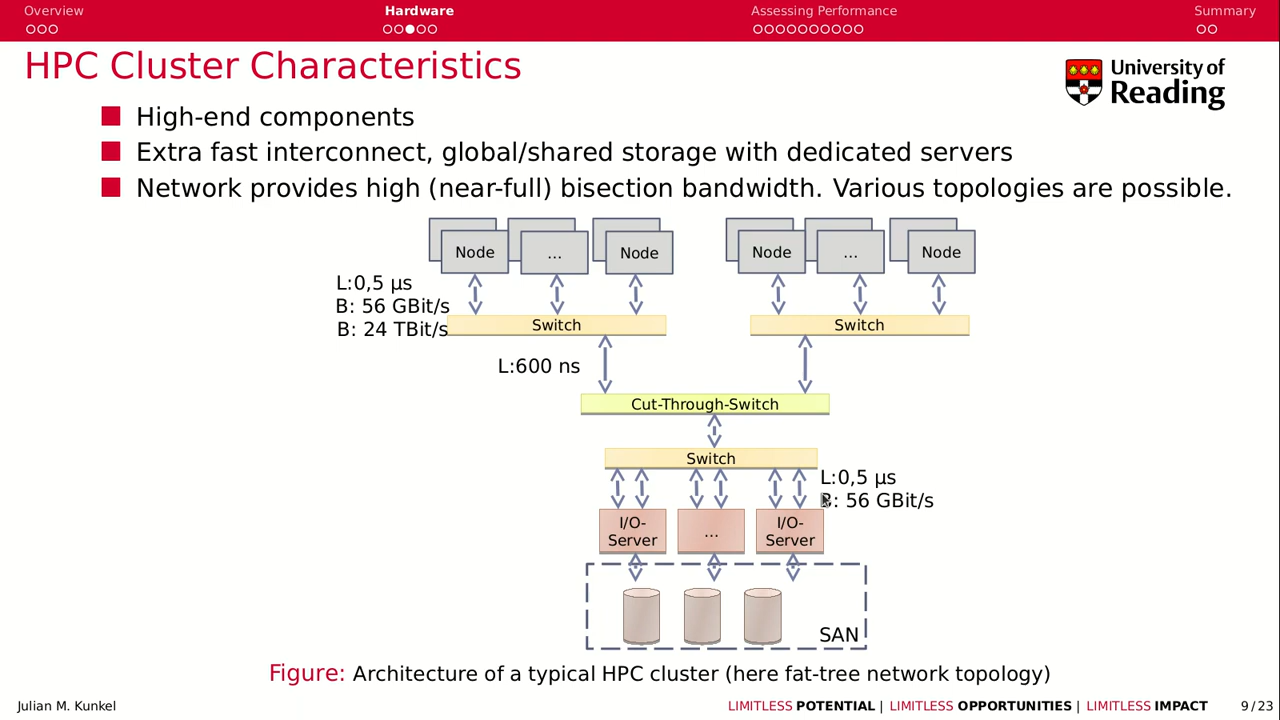 Overview
Hardware
Assessing Performance
Summary
HPC Cluster Characteristics
University of
Reading
High-end components
Extra fast interconnect, global/shared storage with dedicated servers
Network provides high (near-full) bisection bandwidth. Various topologies are possible.
Node
...
Node
Node
...
Node
L:0,5 µs
B: 56 GBit/s
B: 24 TBit/s
Switch
Switch
L:600 ns
Cut-Through-Switch
Switch
L:0,5 µs
B: 56 GBit/s
I/O-
Server
...
I/O-
Server
SAN
Figure: Architecture of a typical HPC cluster (here fat-tree network topology)
Julian M. Kunkel
LIMITLESS POTENTIAL | LIMITLESS OPPORTUNITIES | LIMITLESS IMPACT
9/23